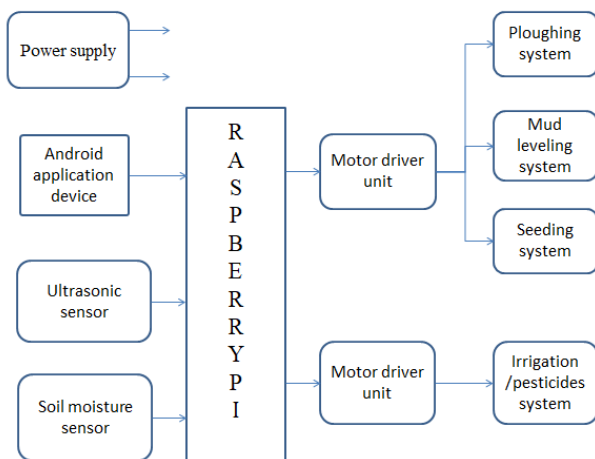 Power supply
Android
application
device
Ultrasonic
sensor
Soil moisture
sensor
R
A
S
P
B
E
R
R
Y
P
I
Motor driver
unit
Motor driver
unit
Ploughing
system
Mud
leveling
system
Seeding
system
Irrigation
/pesticides
system